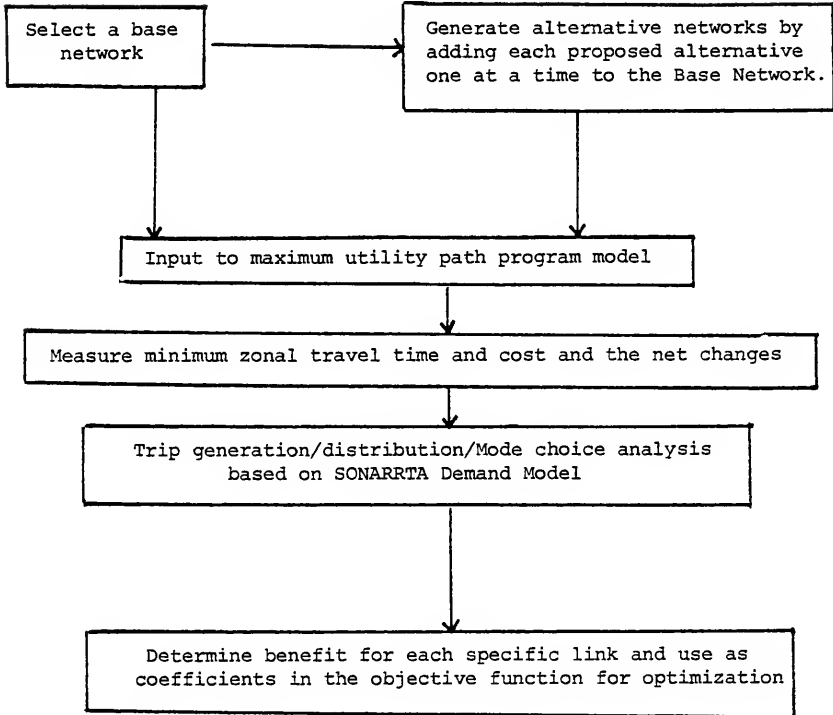 Select a base
network
Generate alternative networks by
adding each proposed alternative
one at a time to the Base Network.
Input to maximum utility path program model
Measure minimum zonal travel time and cost and the net changes
Trip generation/distribution/Mode choice analysis
based on SONARRTA Demand Model
Determine benefit for each specific link and use as
coefficients in the objective function for optimization